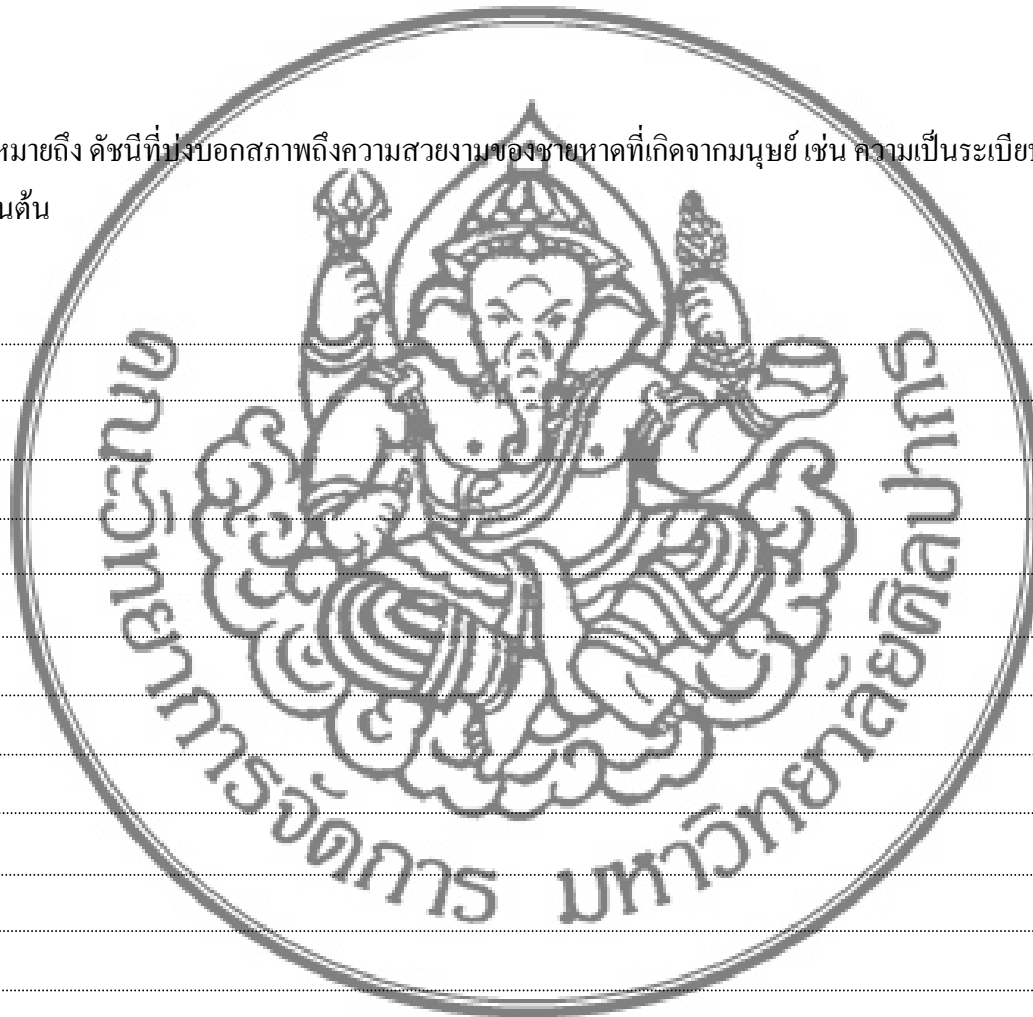 หมายถึง ดัชนีที่บ่งบอกสภาพถึงความสวยงามของชายหาดที่เกิดจากมนุษย์ เช่น ความเป็นระเบียบ
นต้น
คณะวิทยาการจัดการ มหาวิทยาลัยศิลปากร